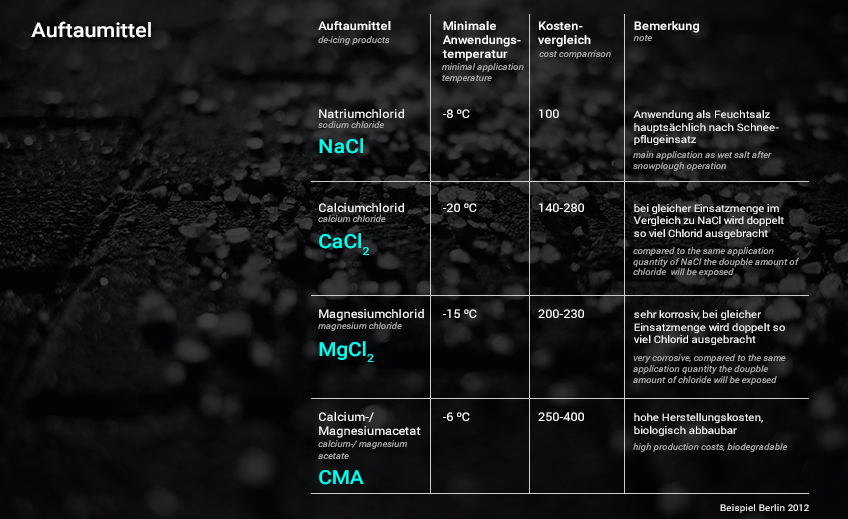 Auftaumittel
Auftaumittel
de-icing products
Minimale
Anwendungs-
temperatur
minimal application
temperature
Kosten-
vergleich
cost comparrison
Bemerkung
note
Natriumchlorid
sodium chloride
NaCl
-8 ºC
100
Anwendung als Feuchtsalz
hauptsächlich nach Schnee-
pflugeinsatz
main application as wet salt after
snowplough operation
Calciumchlorid
calcium chloride
CaCl2
-20 ºC
140-280
bei gleicher Einsatzmenge im
Vergleich zu NaCl wird doppelt
so viel Chlorid ausgebracht
compared to the same application
quantity of NaCl the doupble amount of
chloride will be exposed
Magnesiumchlorid
magnesium chloride
MgCl2
-15 ºC
200-230
sehr korrosiv, bei gleicher
Einsatzmenge wird doppelt so
viel Chlorid ausgebracht
very corrosive, compared to the same
application quantity the doupble
amount of chloride will be exposed
Calcium-/
Magnesiumacetat
calcium-/ magnesium
acetate
CMA
-6 ºC
250-400
hohe Herstellungskosten,
biologisch abbaubar
high production costs, biodegradable
Beispiel Berlin 2012